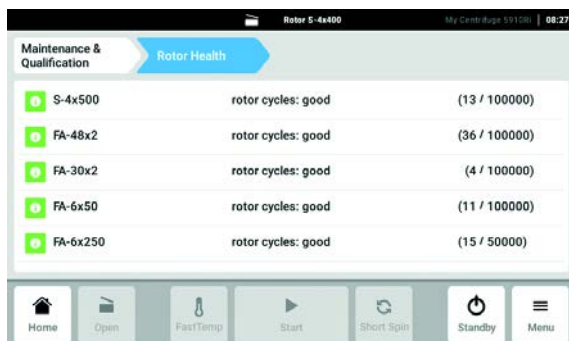 Rotor S-4x400 My Centrifuge 5910Ri 08:27
Maintenance & Qualification
Rotor Health
S-4x500 rotor cycles: good (13 / 100000)
FA-48x2 rotor cycles: good (36 / 100000)
FA-30x2 rotor cycles: good (4 / 100000)
FA-6x50 rotor cycles: good (11 / 100000)
FA-6x250 rotor cycles: good (15 / 50000)
Home Open FastTemp Start Short Spin Standby Menu